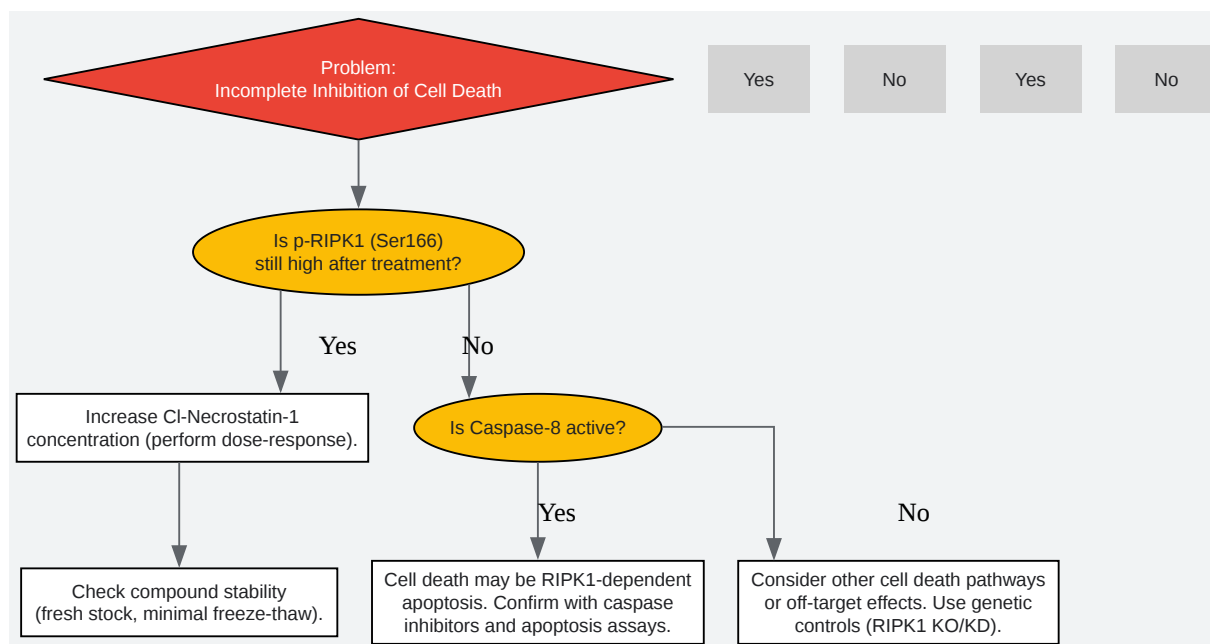 Problem:
Incomplete Inhibition of Cell Death
Yes
No
Yes
No
Is p-RIPK1 (Ser166)
still high after treatment?
Yes
No
Increase Cl-Necrostatin-1
concentration (perform dose-response).
Is Caspase-8 active?
Yes
No
Check compound stability
(fresh stock, minimal freeze-thaw).
Cell death may be RIPK1-dependent
apoptosis. Confirm with caspase
inhibitors and apoptosis assays.
Consider other cell death pathways
or off-target effects. Use genetic
controls (RIPK1 KO/KD).